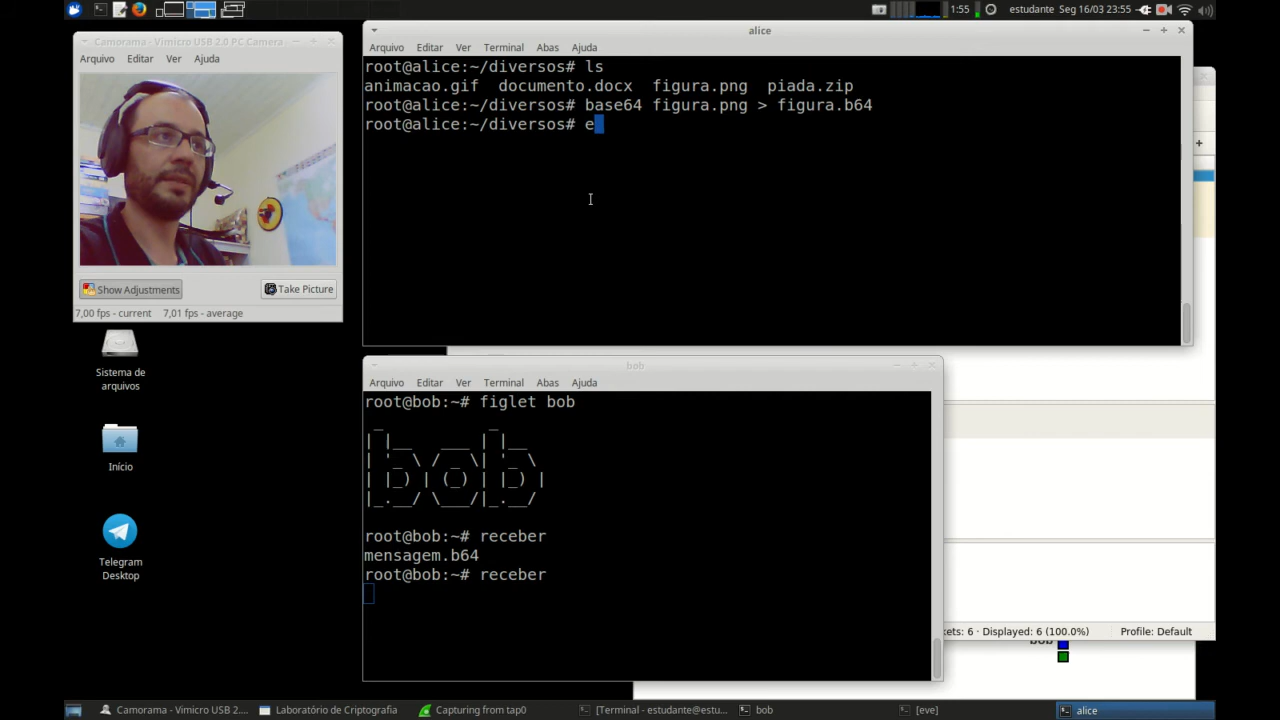 1:55
estudante Seg 16/03 23:55
Camorama - Vimicro USB 2.0 PC Camera
Arquivo Editar Ver Ajuda
Show Adjustments
Take Picture
7,00 fps - current 7,01 fps - average
Sistema de
arquivos
Início
Telegram
Desktop
alice
Arquivo Editar Ver Terminal Abas Ajuda
root@alice:~/diversos# ls
animacao.gif documento.docx figura.png piada.zip
root@alice:~/diversos# base64 figura.png > figura.b64
root@alice:~/diversos# e
bob
Arquivo Editar Ver Terminal Abas Ajuda
root@bob:~# figlet bob
bob
root@bob:~# receber
mensagem.b64
root@bob:~# receber
kets: 6 · Displayed: 6 (100.0%) Profile: Default
Camorama - Vimicro USB 2....
Laboratório de Criptografia
Capturing from tap0
[Terminal - estudante@estu...
bob
[eve]
alice